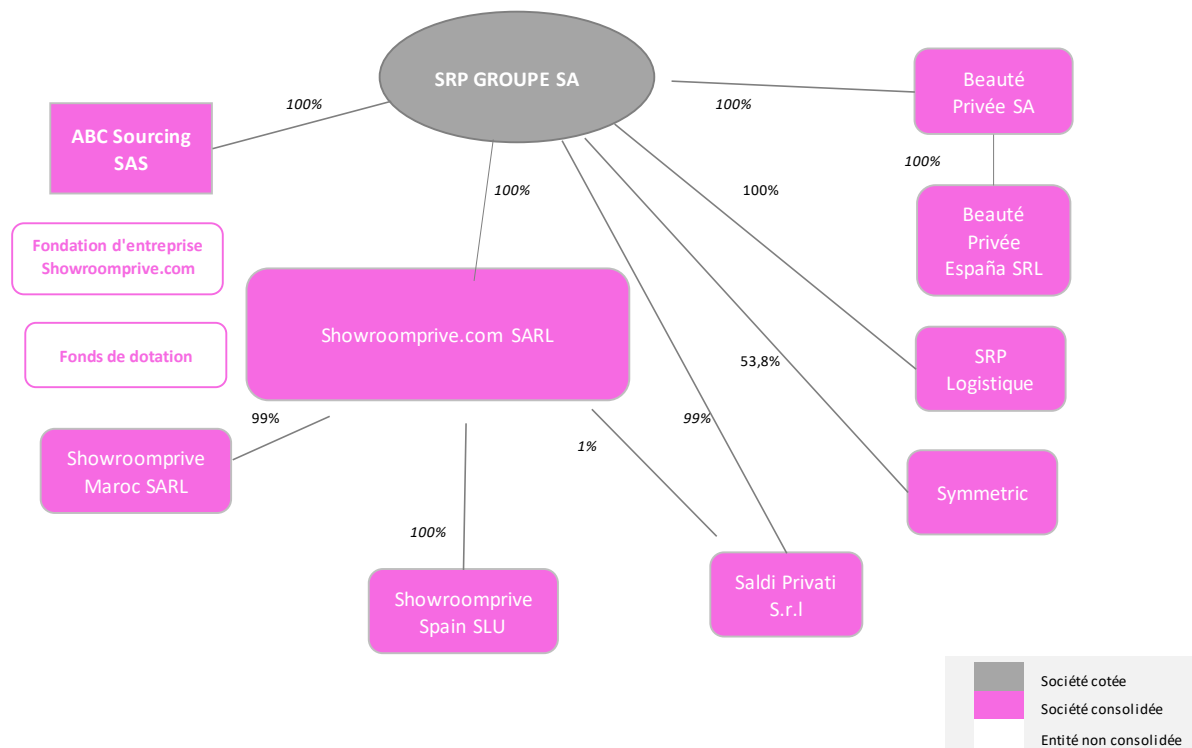 SRP GROUPE SA
100%
ABC Sourcing
SAS
100%
Beauté
Privée SA
100%
Beauté
Privée
España SRL
100%
100%
Fondation d'entreprise
Showroomprive.com
Fonds de dotation
Showroomprive.com SARL
SRP
Logistique
53,8%
99%
99%
1%
Showroomprive
Maroc SARL
Symmetric
100%
Showroomprive
Spain SLU
Saldi Privati
S.r.l
Société cotée
Société consolidée
Entité non consolidée